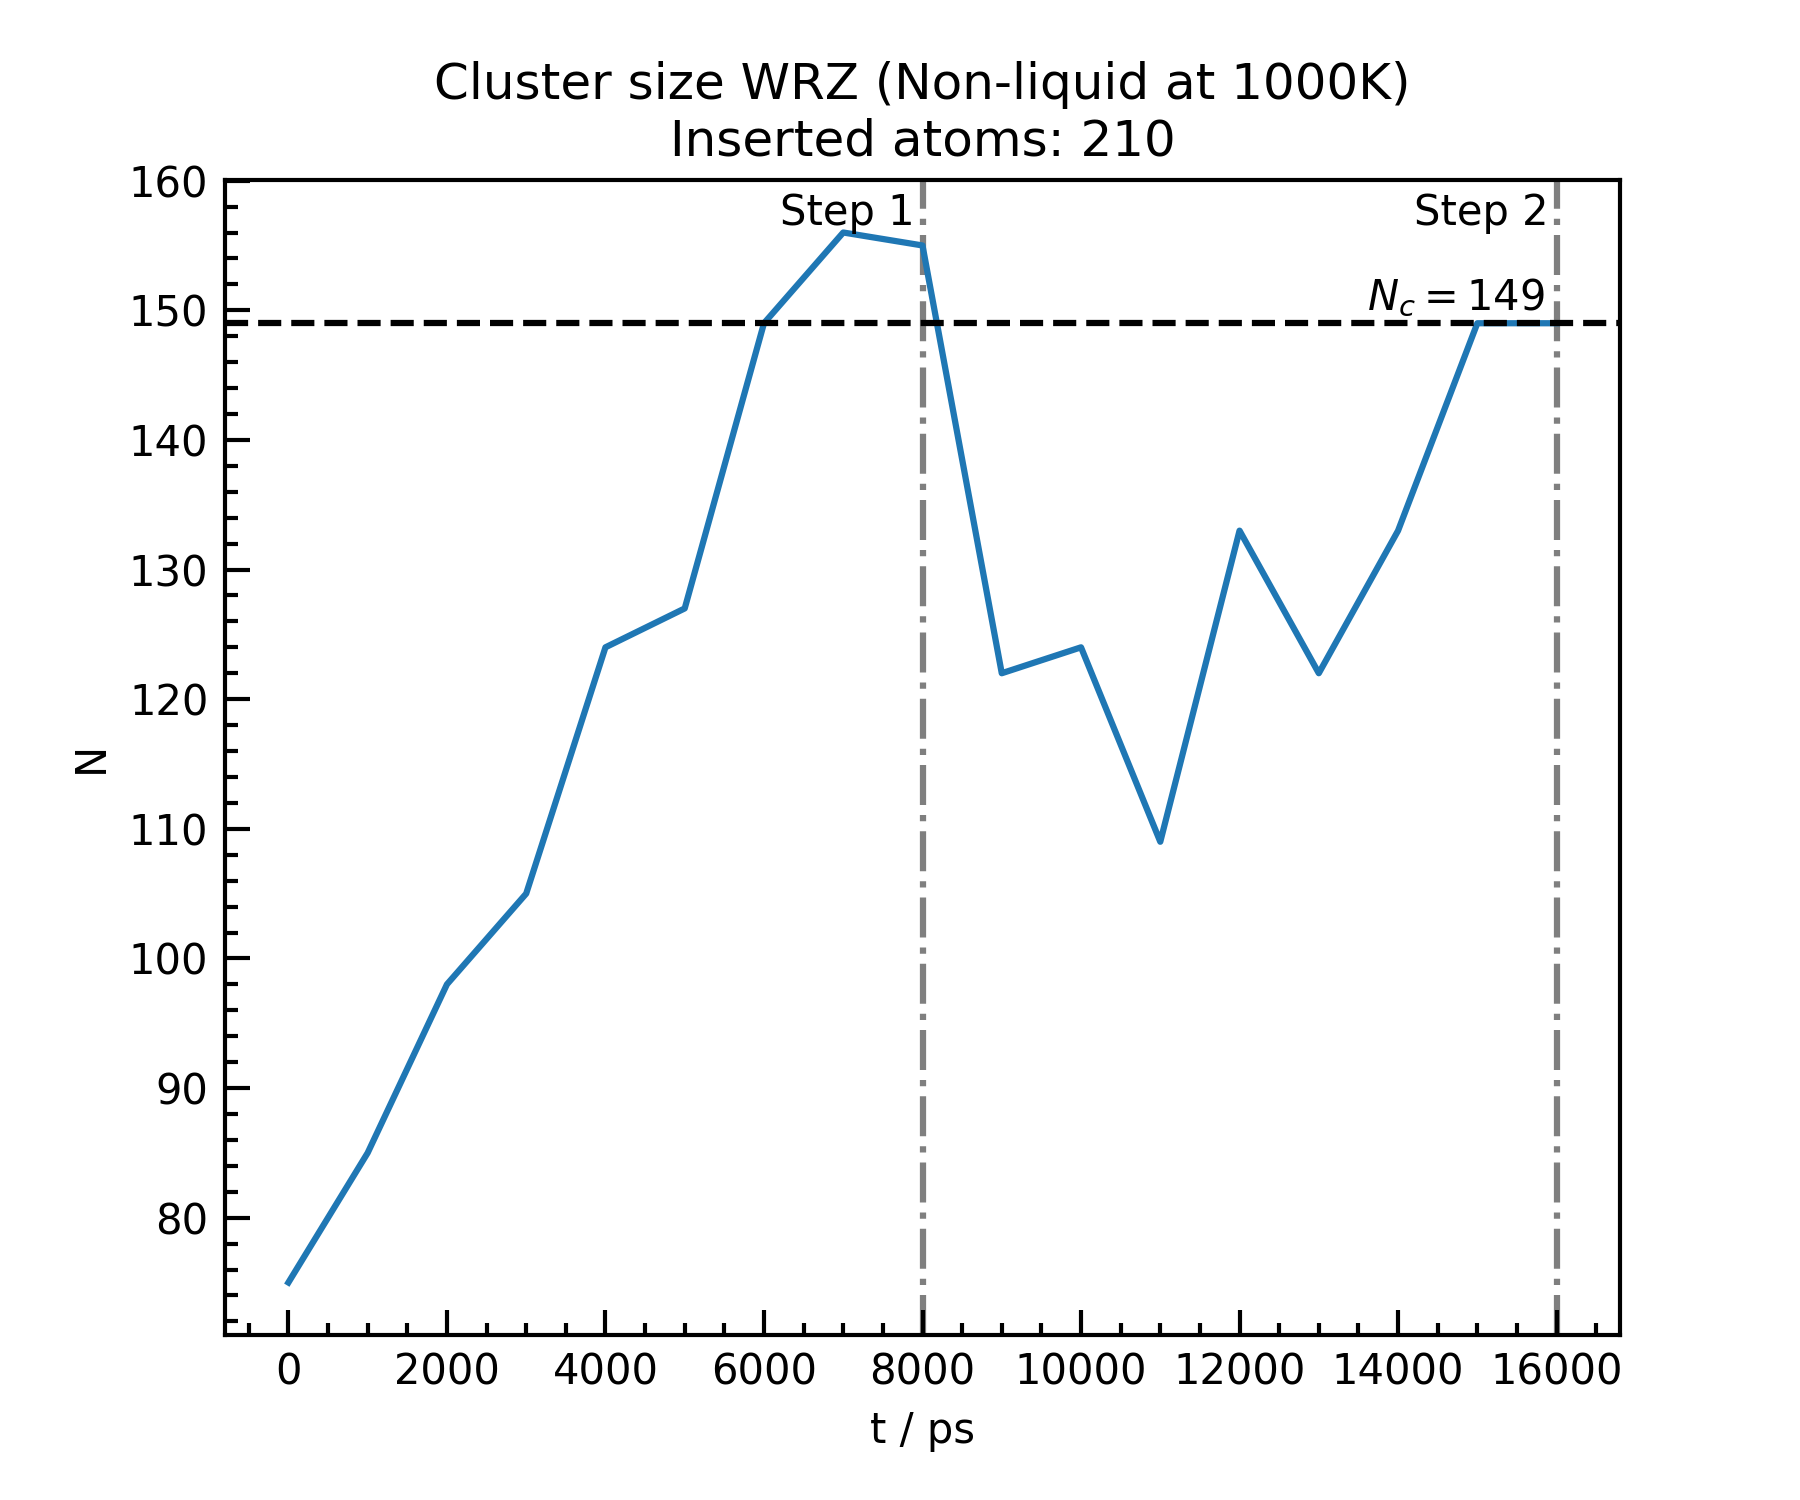 Cluster size WRZ (Non-liquid at 1000K)
Inserted atoms: 210
160
150
140
130
120
110
100
90
80
N
Step 1
Step 2
N_c = 149
0 2000 4000 6000 8000 10000 12000 14000 16000
t / ps